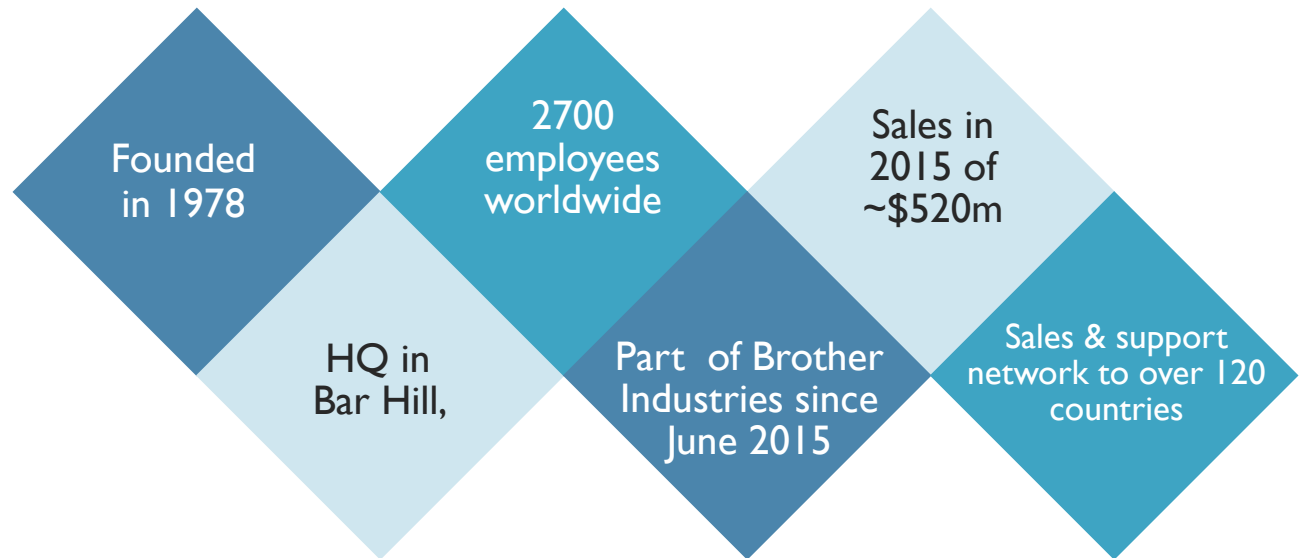 Founded
in 1978
HQ in
Bar Hill,
2700
employees
worldwide
Part of Brother
Industries since
June 2015
Sales in
2015 of
~$520m
Sales & support
network to over 120
countries